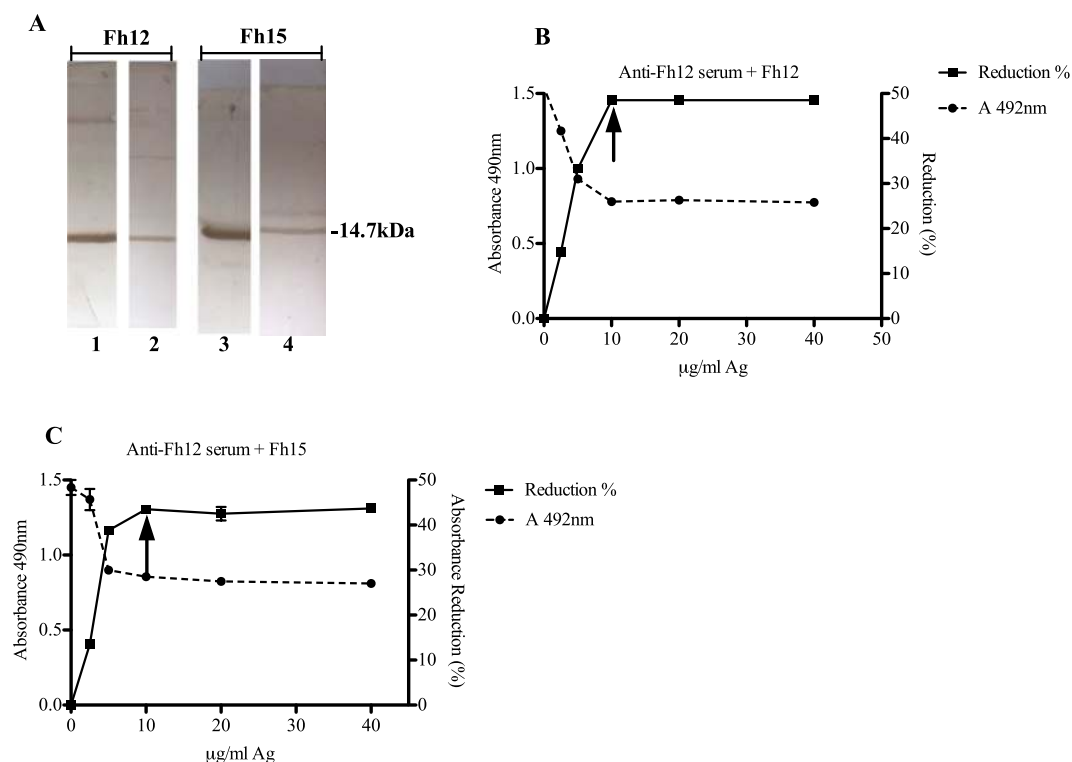 A
Fh12
Fh15
-14.7kDa
1 2 3 4
B
Anti-Fh12 serum + Fh12
Reduction %
A 492nm
Absorbance 490nm
1.5
1.0
0.5
0.0
Reduction (%)
50
40
30
20
10
0
0 10 20 30 40 50
µg/ml Ag
C
Anti-Fh12 serum + Fh15
Reduction %
A 492nm
Absorbance 490nm
1.5
1.0
0.5
0.0
Absorbance Reduction (%)
50
40
30
20
10
0
0 10 20 30 40
µg/ml Ag